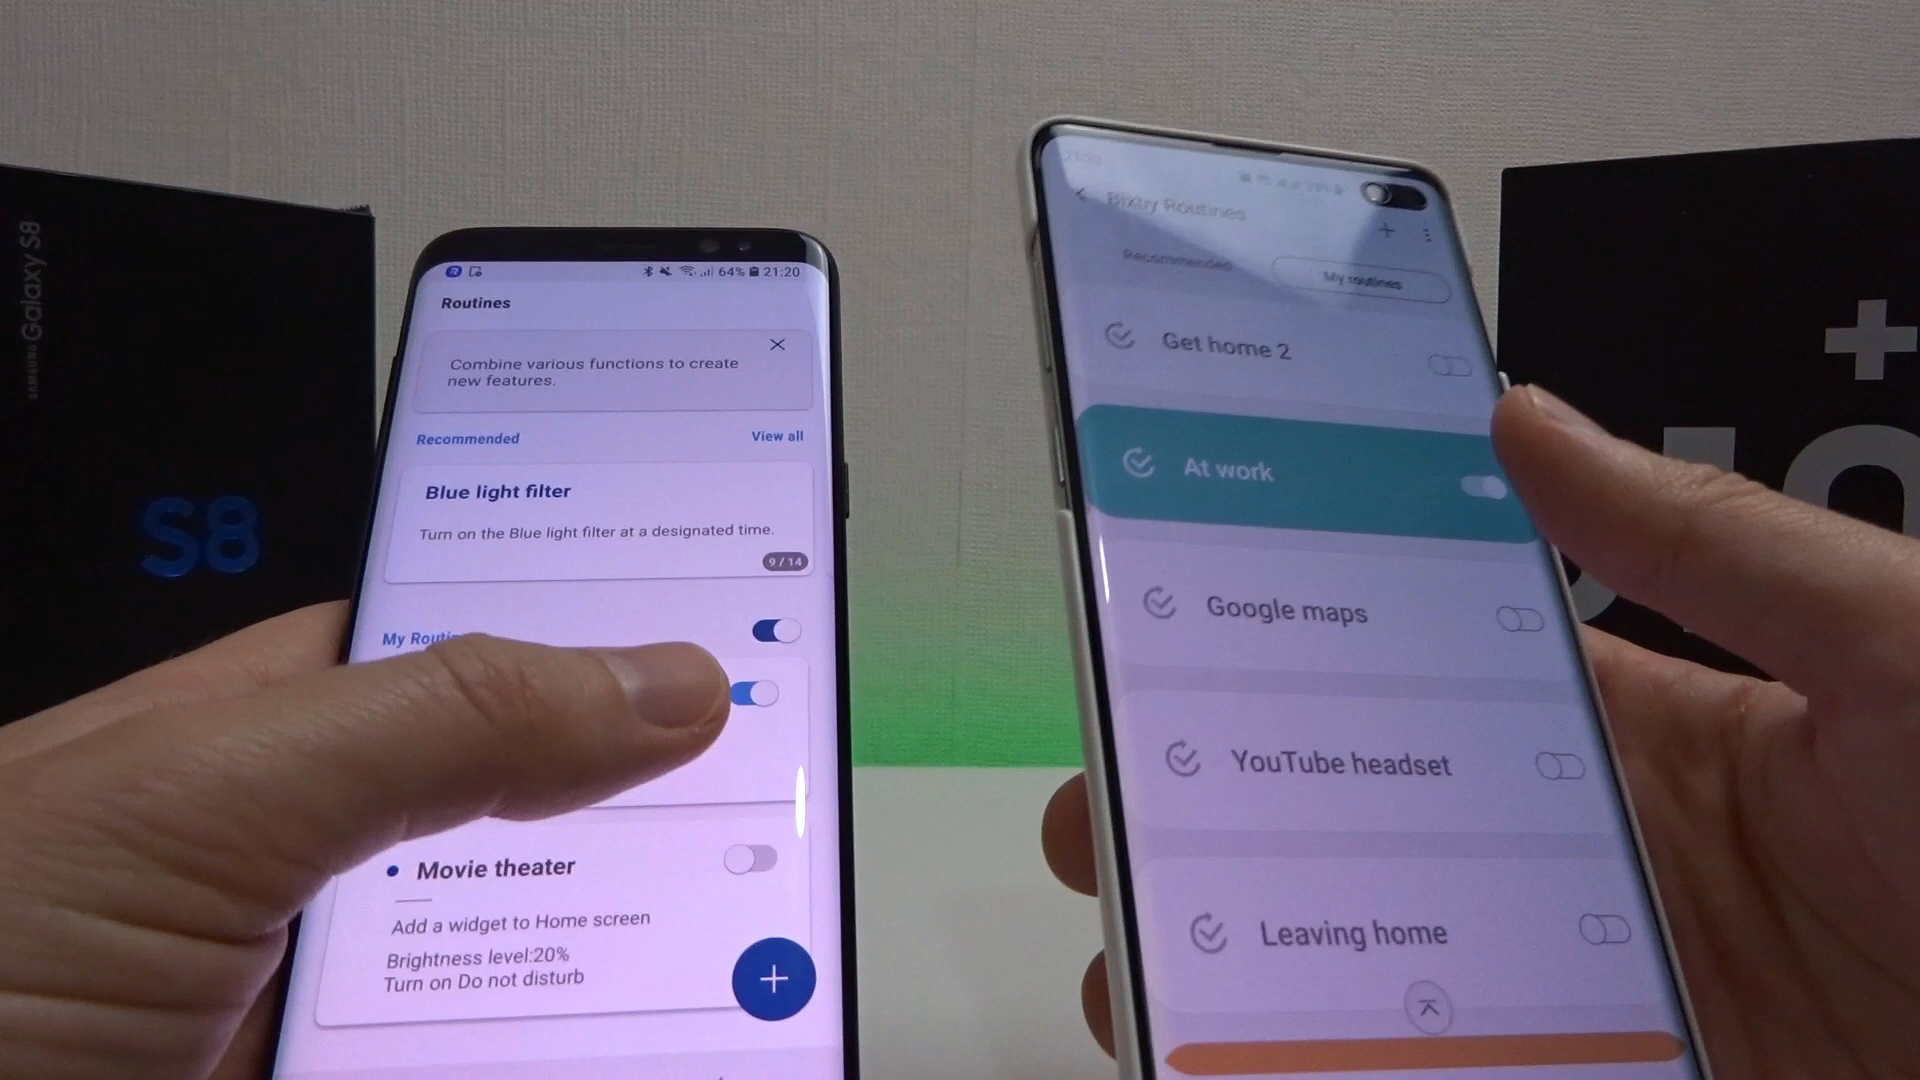 SAMSUNG Galaxy S8
S8
64% 21:20
Routines
Combine various functions to create
new features.
Recommended
View all
Blue light filter
Turn on the Blue light filter at a designated time.
9 / 14
My
Movie theater
Add a widget to Home screen
Brightness level:20%
Turn on Do not disturb
+
Bixby Routines
+
Recommended
My routines
Get home 2
At work
Google maps
YouTube headset
Leaving home
+